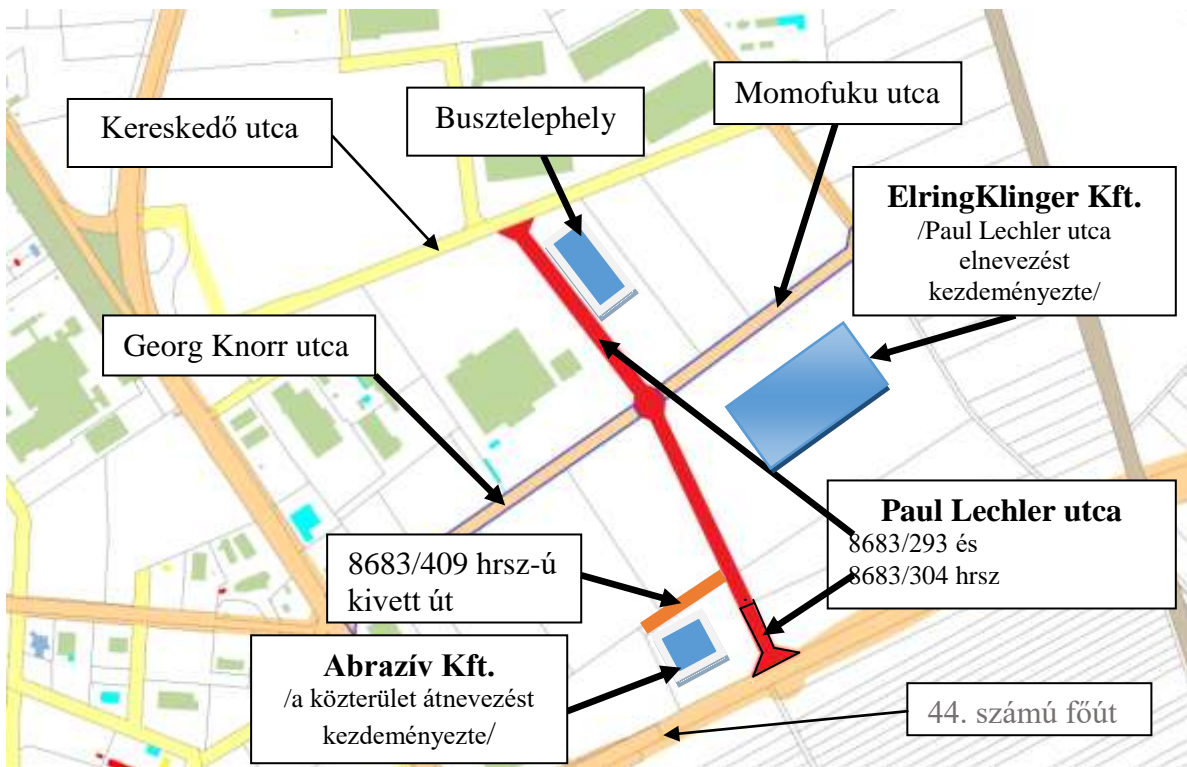 Momofuku utca
Busztelephely
Kereskedő utca
ElringKlinger Kft.
/Paul Lechler utca
elnevezést
kezdeményezte/
Georg Knorr utca
Paul Lechler utca
8683/293 és
8683/304 hrsz
8683/409 hrsz-ú
kivett út
Abrazív Kft.
/a közterület átnevezést
kezdeményezte/
44. számú főút